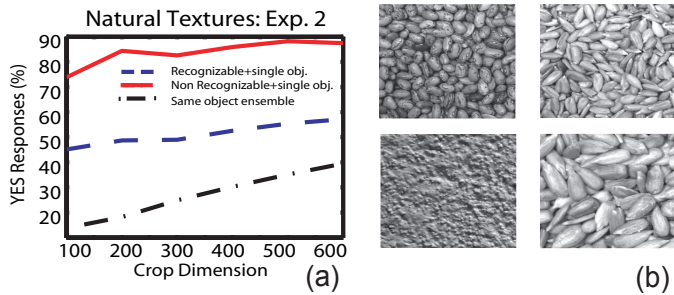 Natural Textures: Exp. 2
YES Responses (%)
90
80
70
60
50
40
30
20
Recognizable+single obj.
Non Recognizable+single obj.
Same object ensemble
100 200 300 400 500 600
Crop Dimension
(a)
(b)